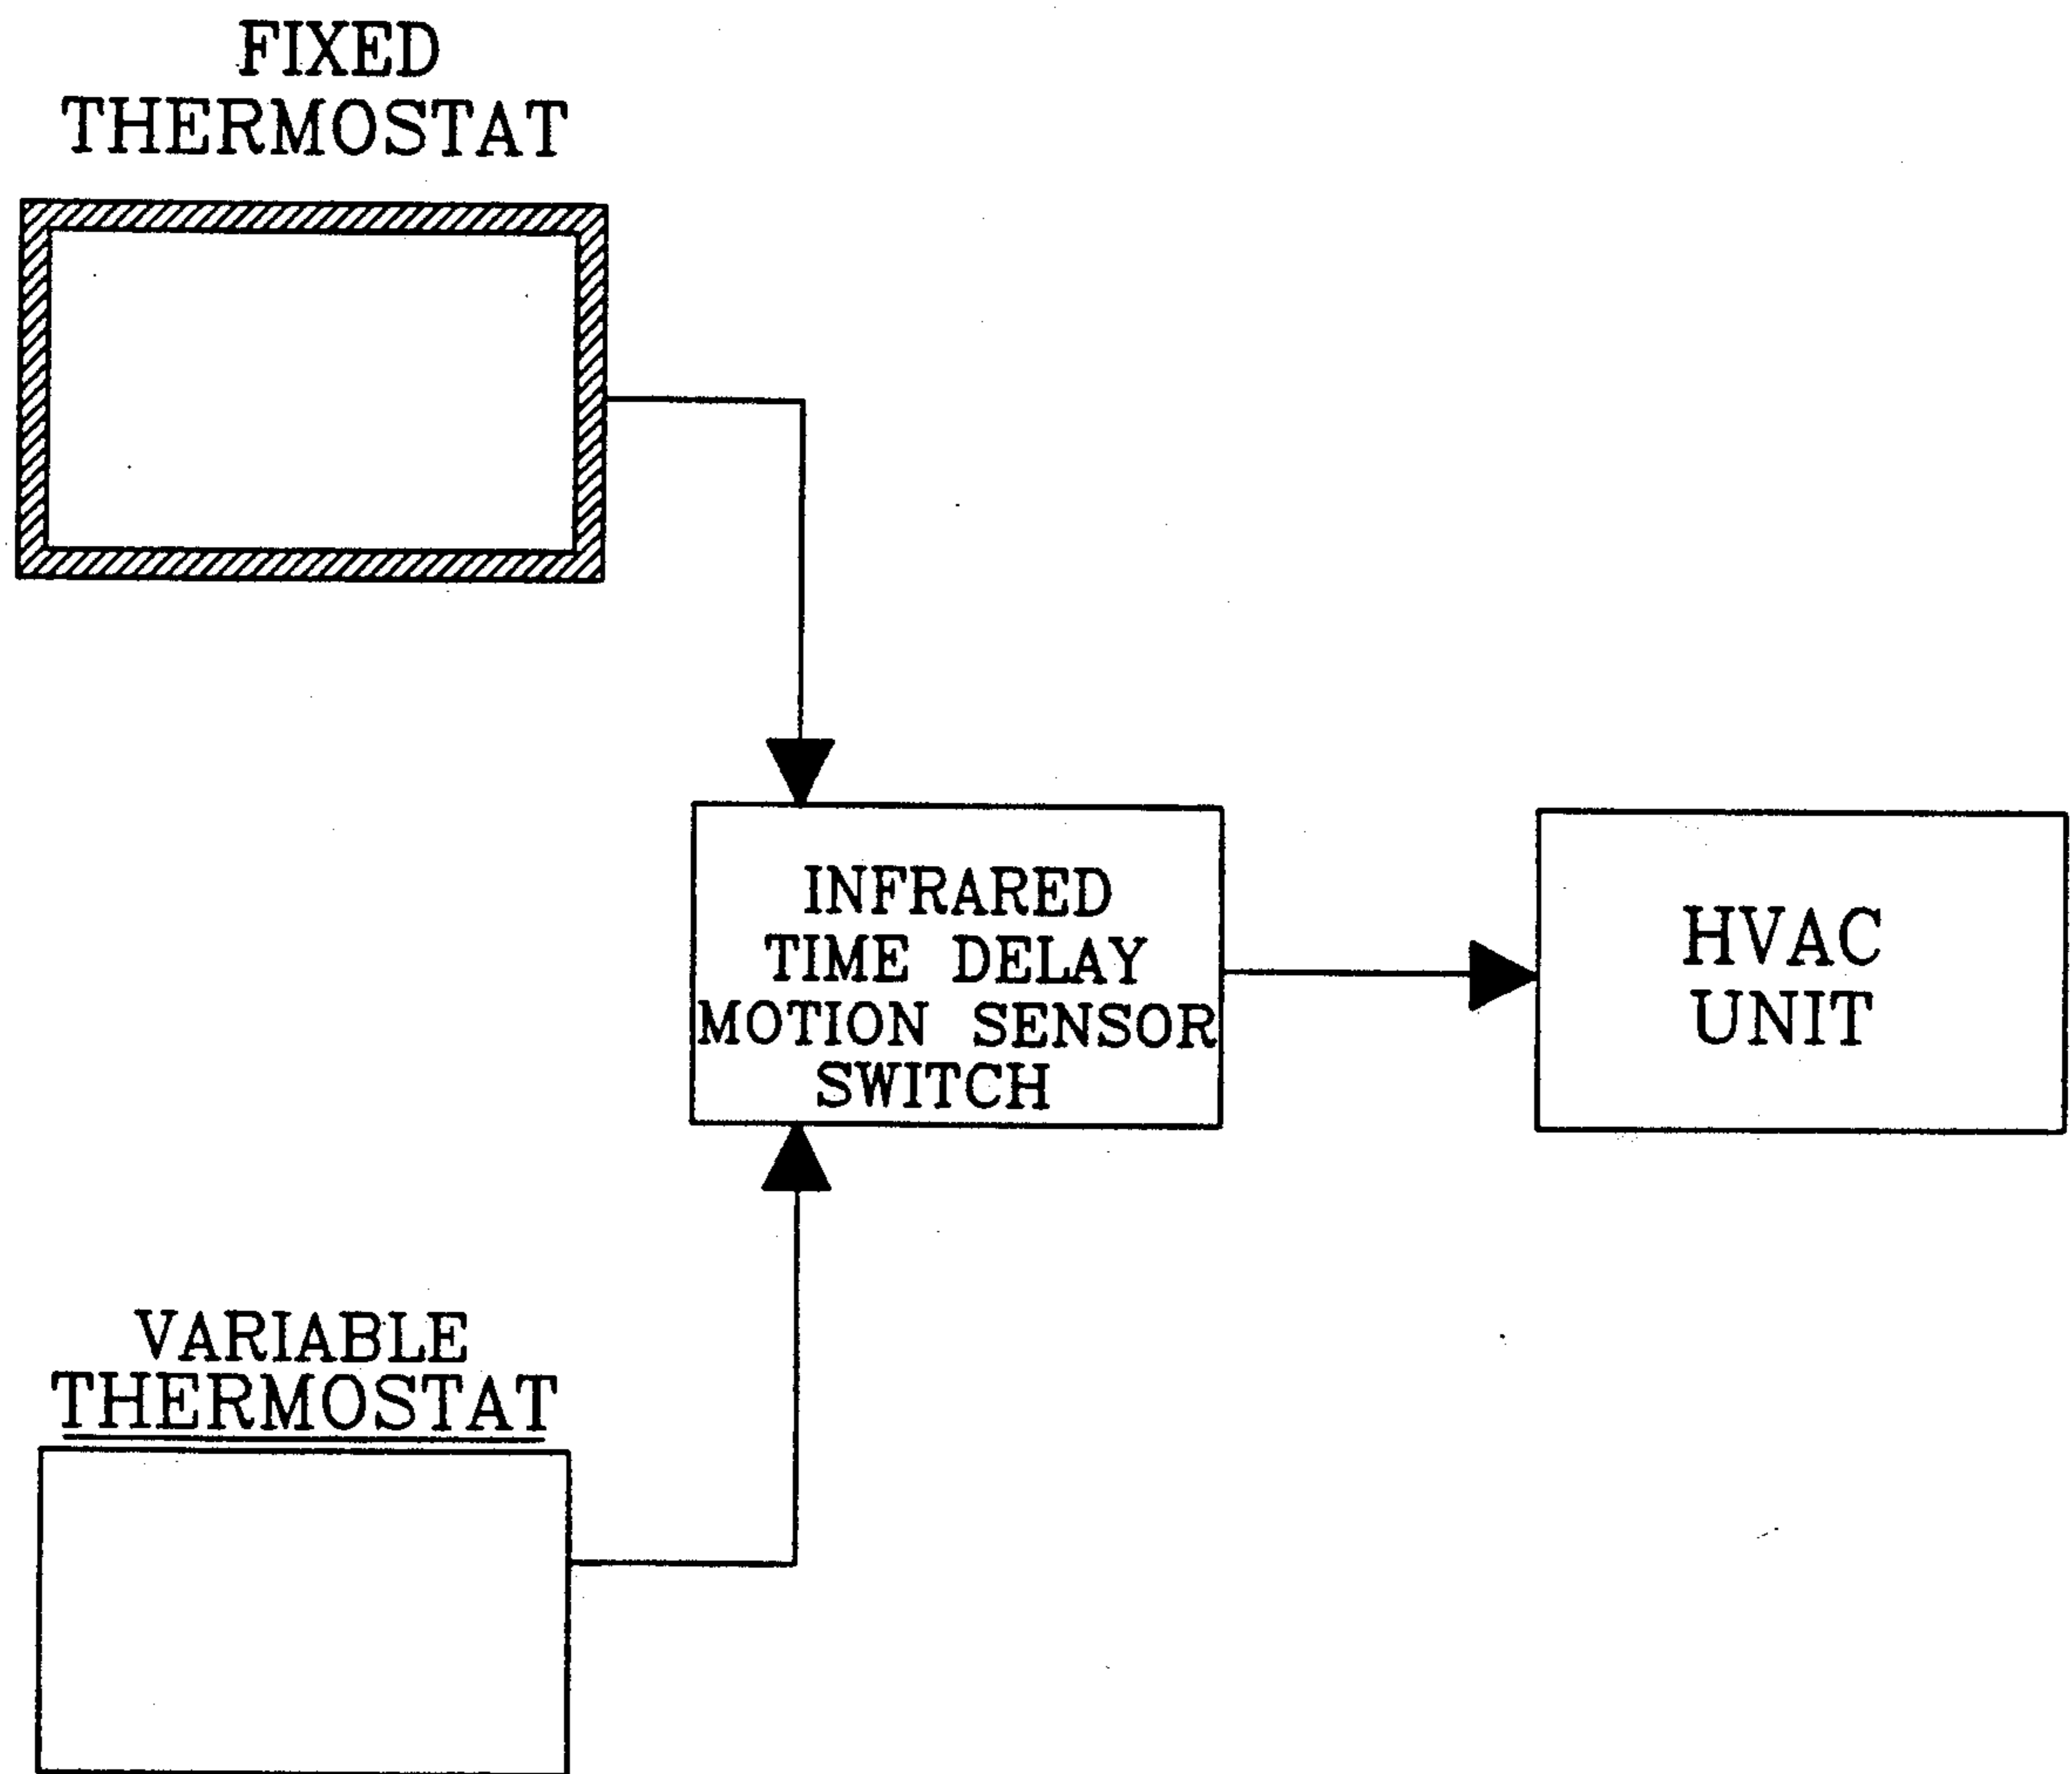 FIXED
THERMOSTAT
INFRARED
TIME DELAY
MOTION SENSOR
SWITCH
HVAC
UNIT
VARIABLE
THERMOSTAT